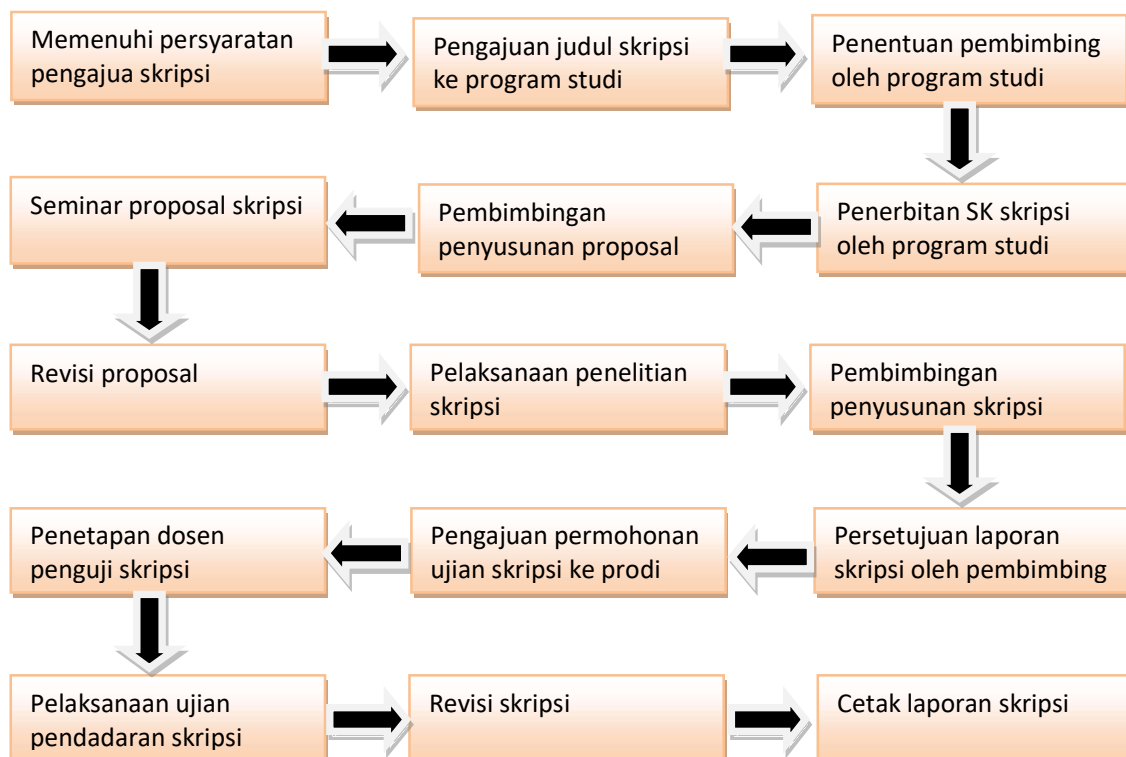 Memenuhi persyaratan
pengajua skripsi
Pengajuan judul skripsi
ke program studi
Penentuan pembimbing
oleh program studi
Penerbitan SK skripsi
oleh program studi
Pembimbingan
penyusunan proposal
Seminar proposal skripsi
Revisi proposal
Pelaksanaan penelitian
skripsi
Pembimbingan
penyusunan skripsi
Persetujuan laporan
skripsi oleh pembimbing
Pengajuan permohonan
ujian skripsi ke prodi
Penetapan dosen
penguji skripsi
Pelaksanaan ujian
pendadaran skripsi
Revisi skripsi
Cetak laporan skripsi